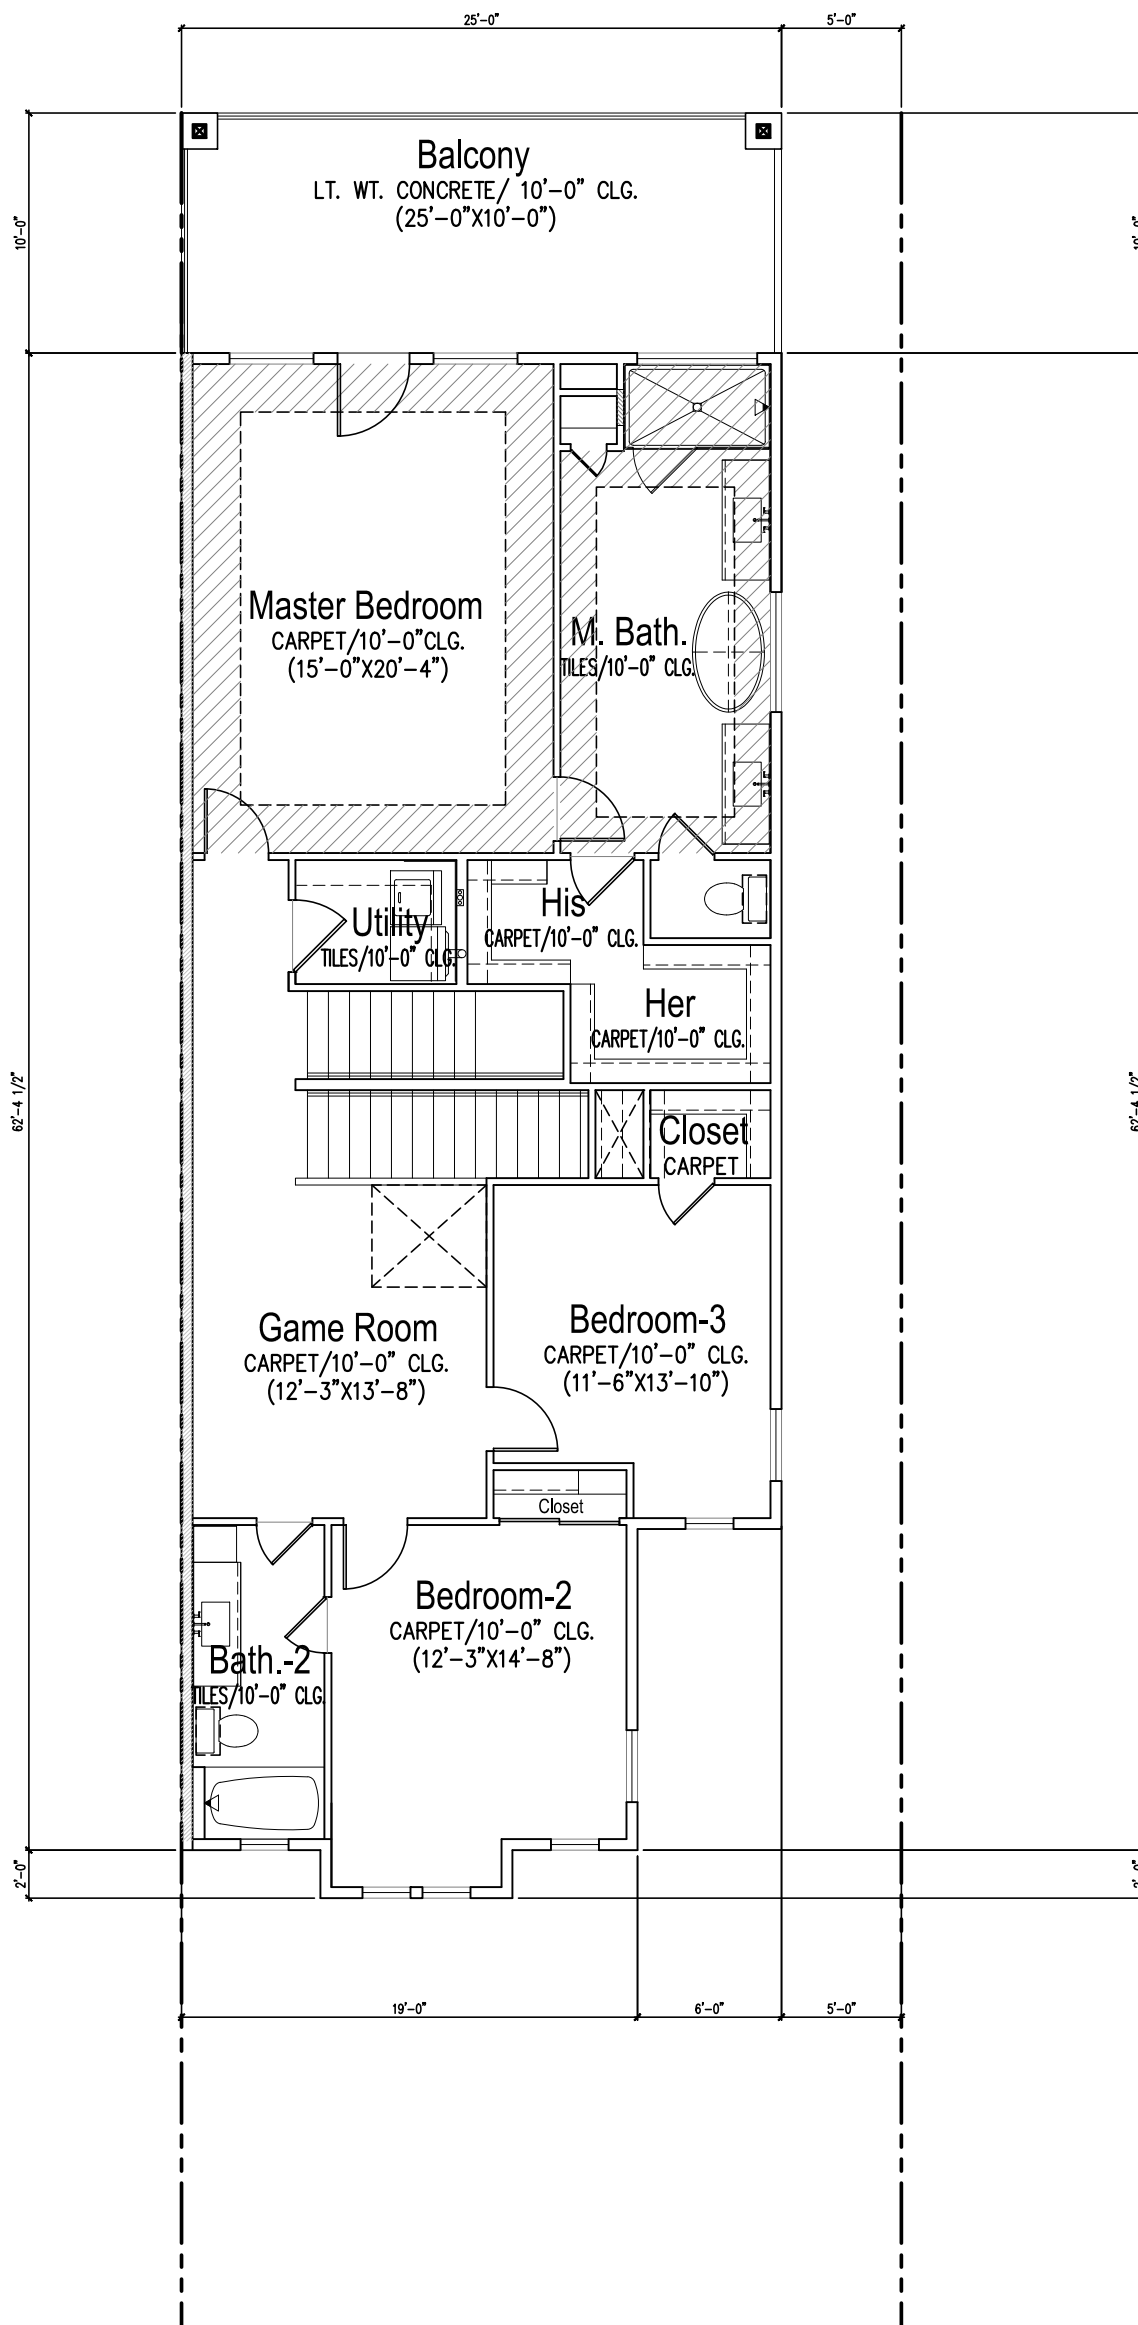 25'-0"
5'-0"
Balcony
LT. WT. CONCRETE/ 10'-0" CLG.
(25'-0"X10'-0")
10'-0"
10'-0"
Master Bedroom
CARPET/10'-0"CLG.
(15'-0"X20'-4")
M. Bath.
TILES/10'-0" CLG.
His
CARPET/10'-0" CLG.
Utility
TILES/10'-0" CLG.
Her
CARPET/10'-0" CLG.
62'-4 1/2"
62'-4 1/2"
Closet
CARPET
Game Room
CARPET/10'-0" CLG.
(12'-3"X13'-8")
Bedroom-3
CARPET/10'-0" CLG.
(11'-6"X13'-10")
Closet
Bedroom-2
CARPET/10'-0" CLG.
(12'-3"X14'-8")
Bath.-2
TILES/10'-0" CLG.
2'-0"
2'-0"
19'-0"
6'-0"
5'-0"